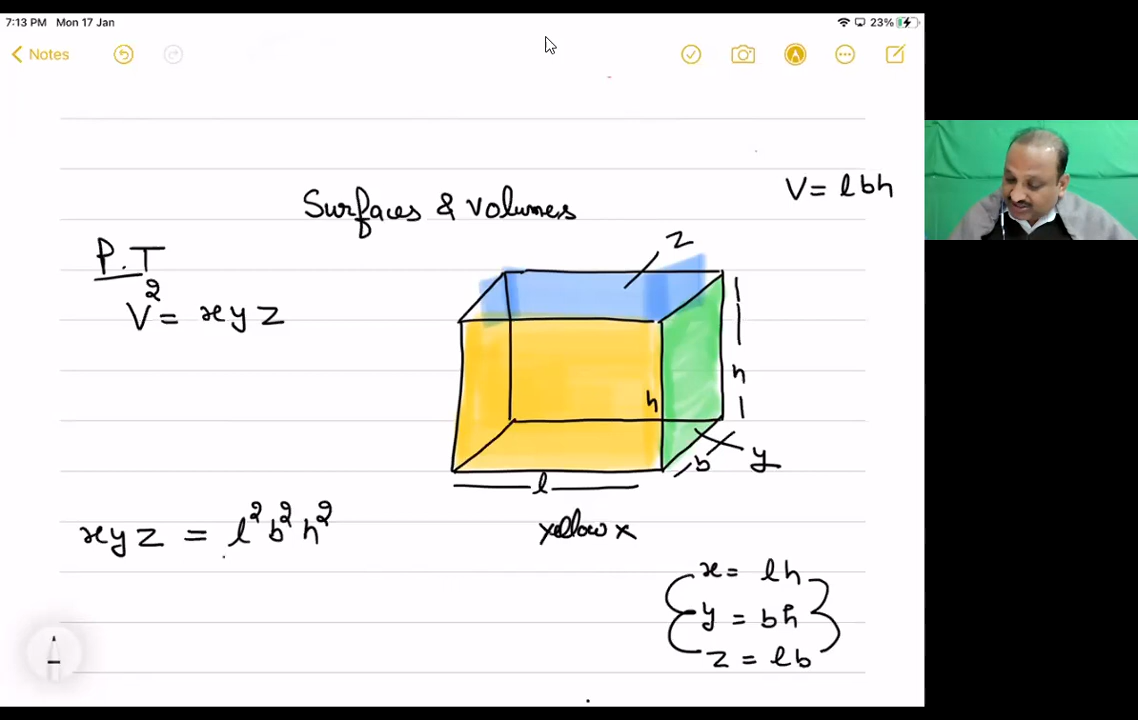 7:13 PM Mon 17 Jan
23%
Notes
V = lbh
Surfaces & volumes
P.T
V² = xyz
z
h
h
b
y
l
xyz = l²b²h²
yellow x
x = lh
y = bh
z = lb